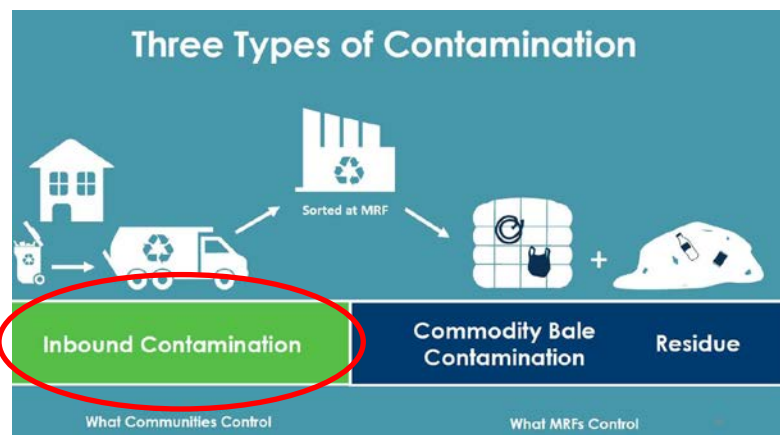 Three Types of Contamination
Sorted at MRF
Inbound Contamination
Commodity Bale
Contamination
Residue
What Communities Control
What MRFs Control